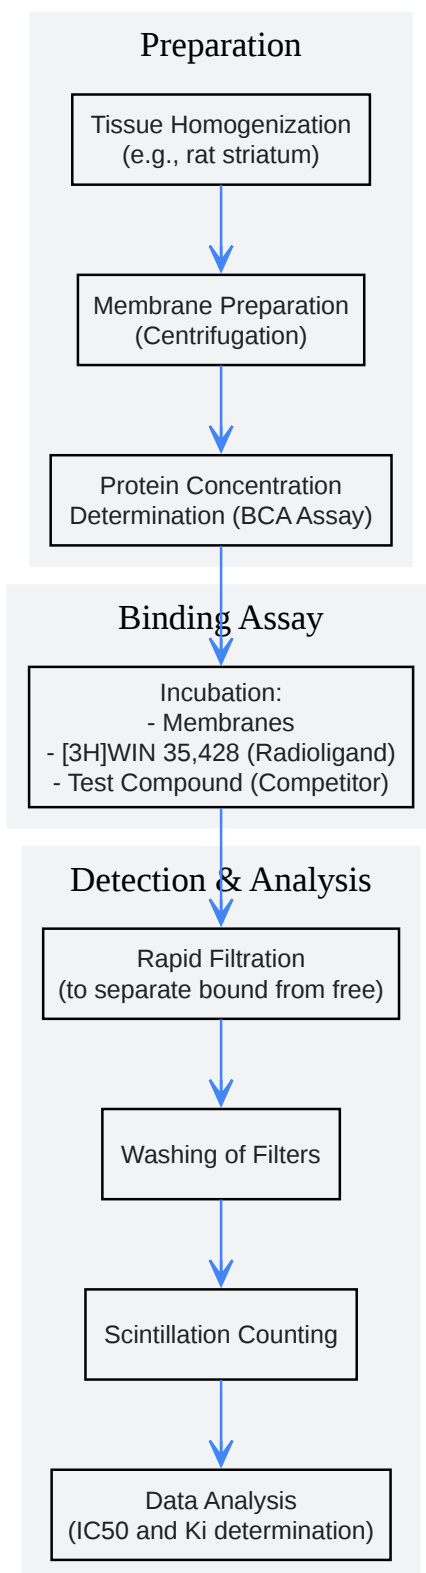 Preparation
Tissue Homogenization
(e.g., rat striatum)
Membrane Preparation
(Centrifugation)
Protein Concentration
Determination (BCA Assay)
Binding Assay
Incubation:
- Membranes
- [3H]WIN 35,428 (Radioligand)
- Test Compound (Competitor)
Detection & Analysis
Rapid Filtration
(to separate bound from free)
Washing of Filters
Scintillation Counting
Data Analysis
(IC50 and Ki determination)